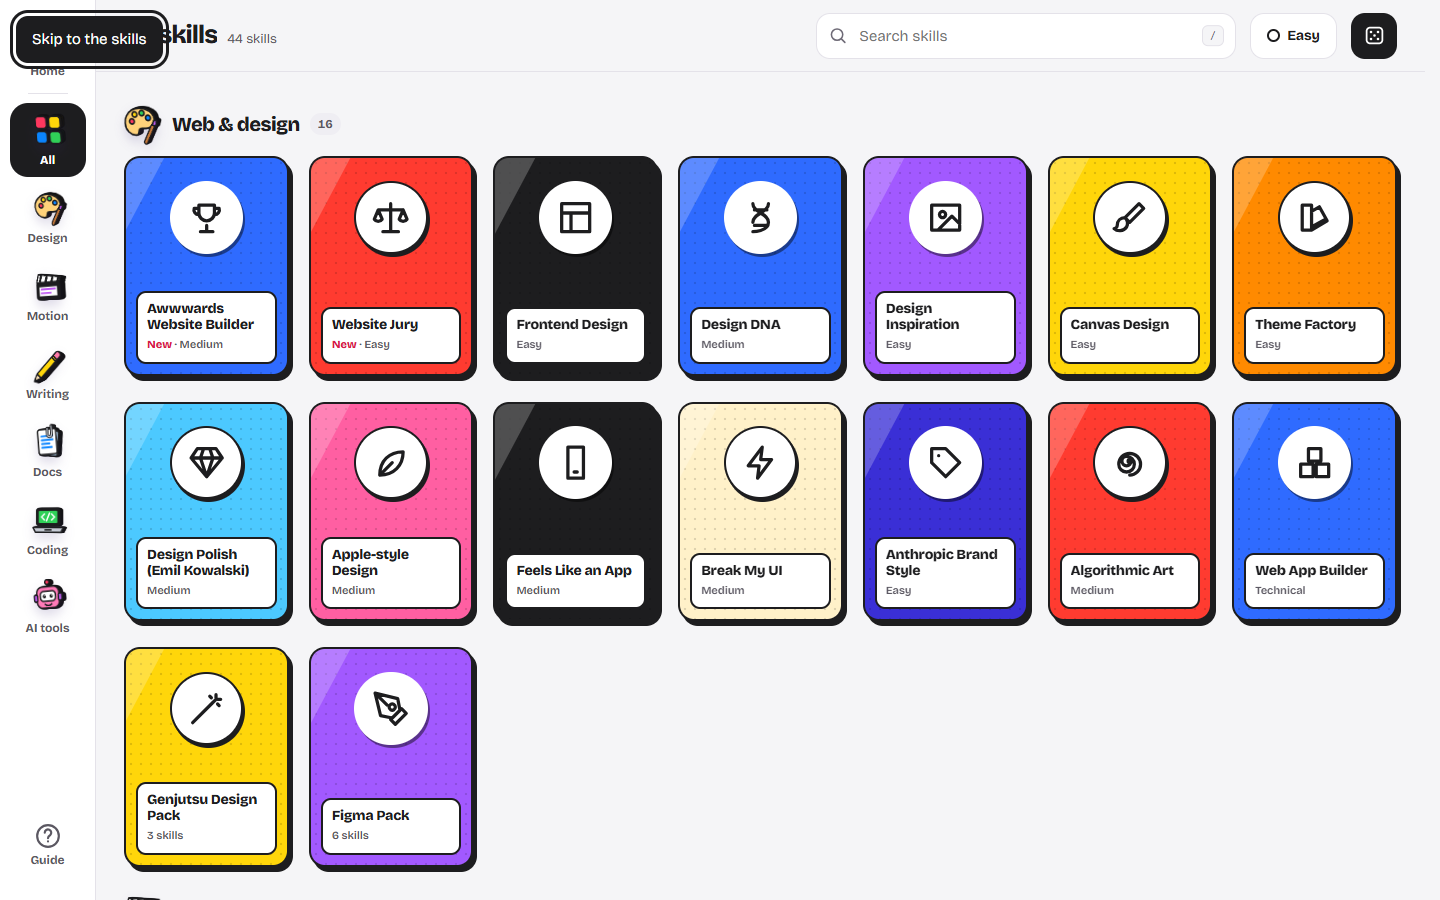 Skip to the skills
skills
44 skills
Search skills
/
Easy
Home
All
Design
Motion
Writing
Docs
Coding
AI tools
Guide
Web & design
16
Awwwards
Website Builder
New · Medium
Website Jury
New · Easy
Frontend Design
Easy
Design DNA
Medium
Design
Inspiration
Easy
Canvas Design
Easy
Theme Factory
Easy
Design Polish
(Emil Kowalski)
Medium
Apple-style
Design
Medium
Feels Like an App
Medium
Break My UI
Medium
Anthropic Brand
Style
Easy
Algorithmic Art
Medium
Web App Builder
Technical
Genjutsu Design
Pack
3 skills
Figma Pack
6 skills